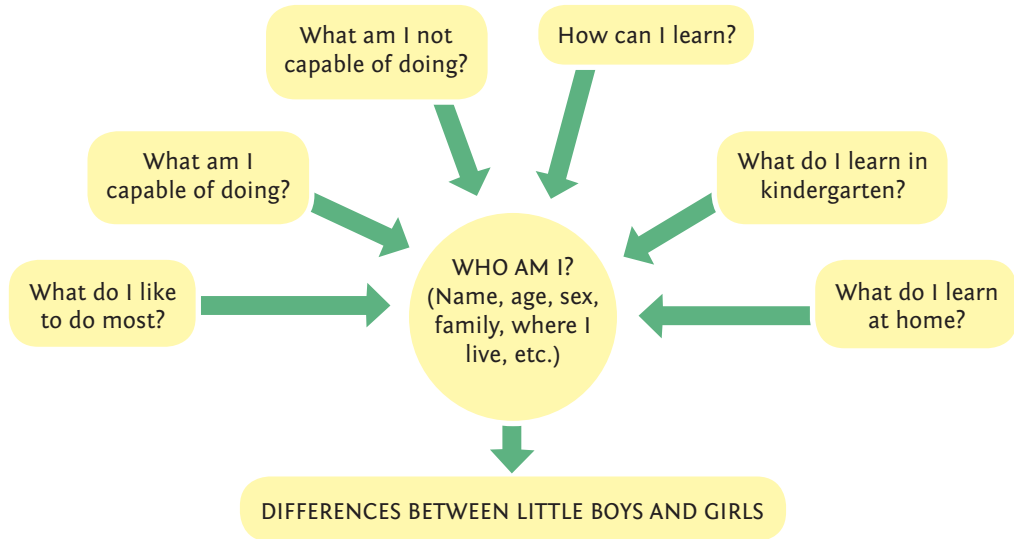 What am I not
capable of doing?
How can I learn?
What am I
capable of doing?
What do I learn in
kindergarten?
What do I like
to do most?
WHO AM I?
(Name, age, sex,
family, where I
live, etc.)
What do I learn
at home?
DIFFERENCES BETWEEN LITTLE BOYS AND GIRLS